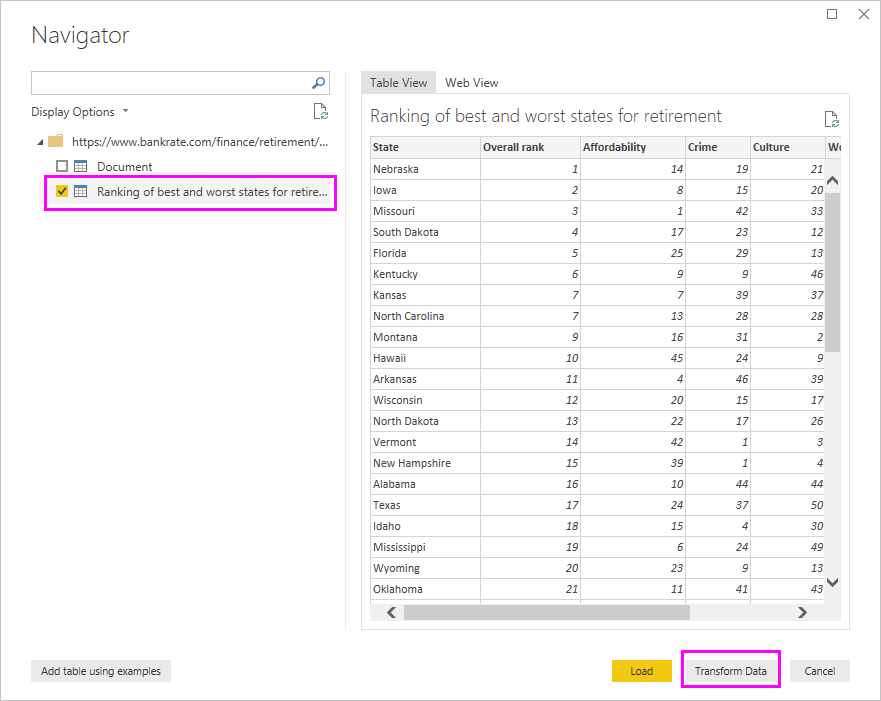 Navigator
Display Options
https://www.bankrate.com/finance/retirement/...
Document
Ranking of best and worst states for retire...
Table View Web View
Ranking of best and worst states for retirement
State Overall rank Affordability Crime Culture
Nebraska 1 14 19 21
Iowa 2 8 15 20
Missouri 3 1 42 33
South Dakota 4 17 23 12
Florida 5 25 29 13
Kentucky 6 9 9 46
Kansas 7 7 39 37
North Carolina 7 13 28 28
Montana 9 16 31 2
Hawaii 10 45 24 9
Arkansas 11 4 46 39
Wisconsin 12 20 15 17
North Dakota 13 22 17 26
Vermont 14 42 1 3
New Hampshire 15 39 1 4
Alabama 16 10 44 44
Texas 17 24 37 50
Idaho 18 15 4 30
Mississippi 19 6 24 49
Wyoming 20 23 9 13
Oklahoma 21 11 41 43
Add table using examples Load Transform Data Cancel